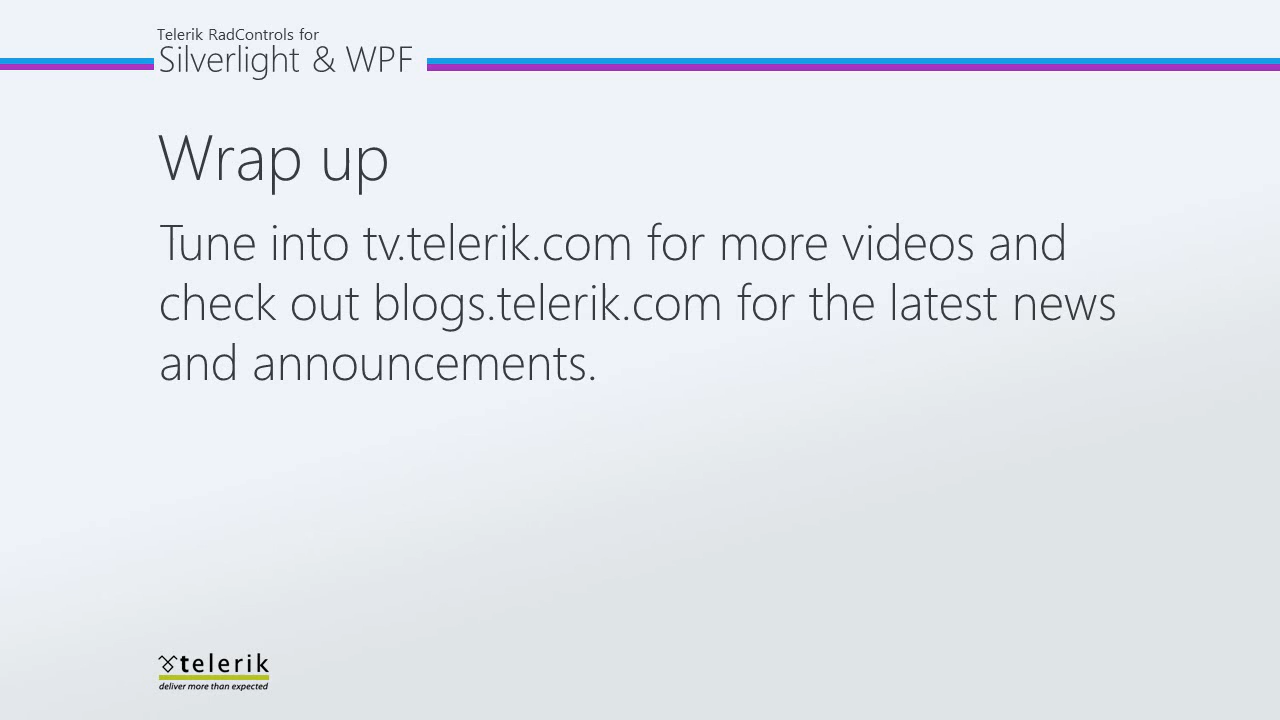 Telerik RadControls for
Silverlight & WPF
Wrap up
Tune into tv.telerik.com for more videos and
check out blogs.telerik.com for the latest news
and announcements.
telerik
deliver more than expected